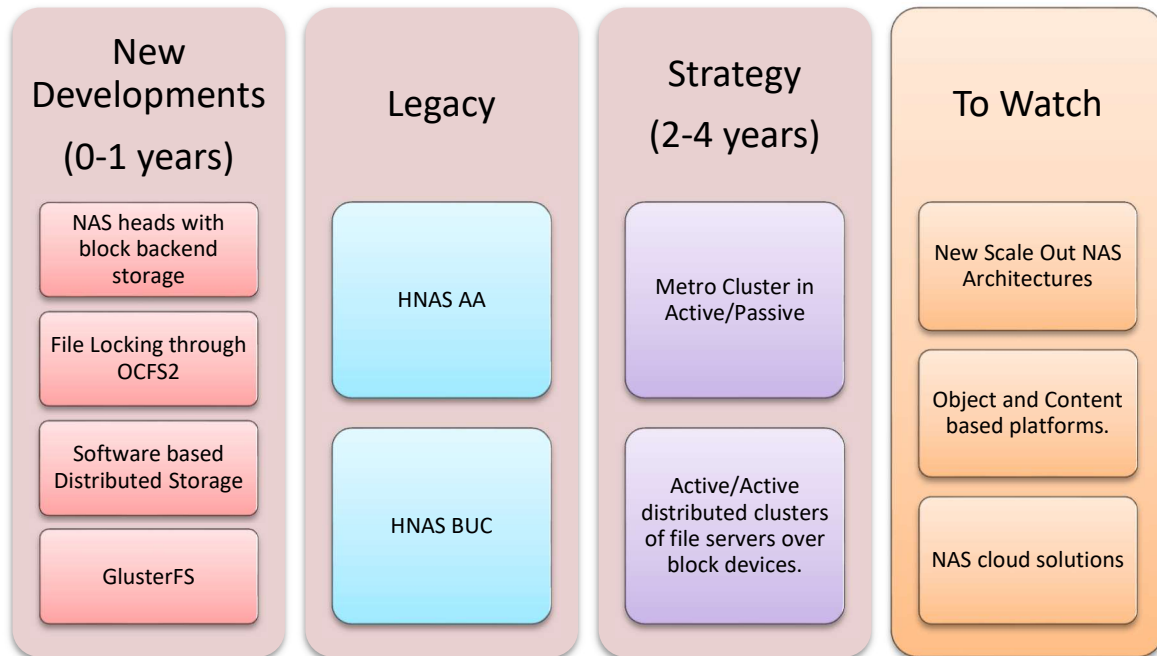 New
Developments
(0-1 years)
NAS heads with
block backend
storage
File Locking through
OCFS2
Software based
Distributed Storage
GlusterFS
Legacy
HNAS AA
HNAS BUC
Strategy
(2-4 years)
Metro Cluster in
Active/Passive
Active/Active
distributed clusters
of file servers over
block devices.
To Watch
New Scale Out NAS
Architectures
Object and Content
based platforms.
NAS cloud solutions